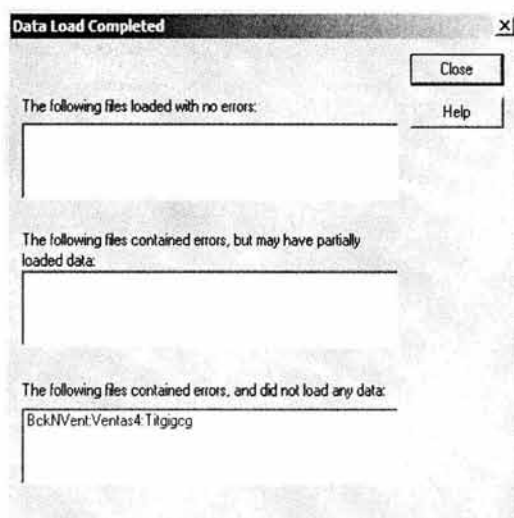 Data Load Completed
Close
The following files loaded with no errors:
Help
The following files contained errors, but may have partially
loaded data:
The following files contained errors, and did not load any data:
BckNVent:Ventas4:Titgigcg